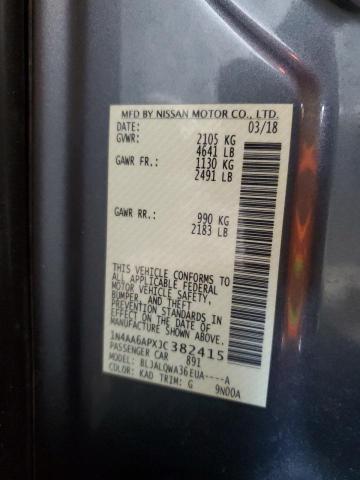 MFD BY NISSAN MOTOR CO., LTD.
DATE: 03/18
GVWR: 2105 KG
4641 LB
GAWR FR.: 1130 KG
2491 LB
GAWR RR.: 990 KG
2183 LB
THIS VEHICLE CONFORMS TO
ALL APPLICABLE FEDERAL
MOTOR VEHICLE SAFETY,
BUMPER, AND THEFT
PREVENTION STANDARDS IN
EFFECT ON THE DATE OF
MANUFACTURE SHOWN ABOVE.
1N4AA6APXJC382415
PASSENGER CAR 891
MODEL: BLJALQWA36EUA----A
COLOR: KAD TRIM: G 9N00A